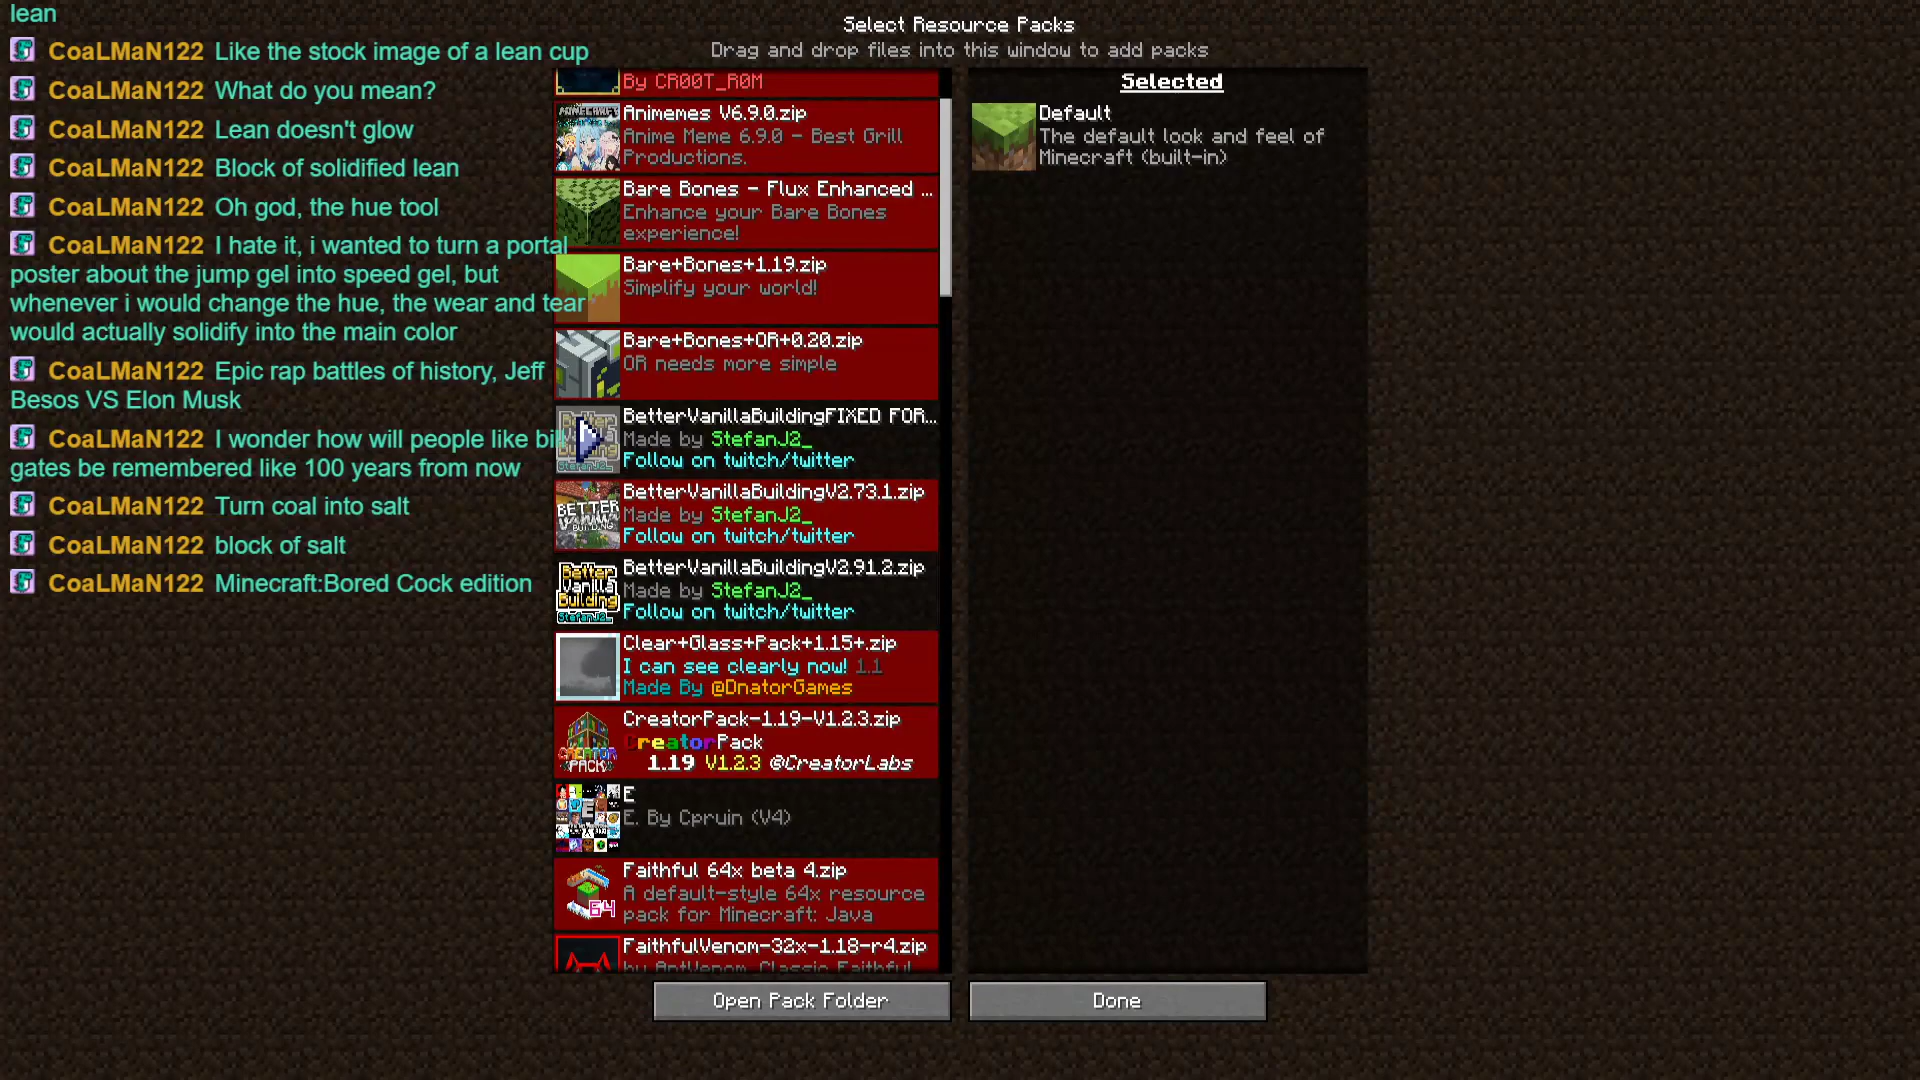 lean
CoaLMaN122 Like the stock image of a lean cup
CoaLMaN122 What do you mean?
CoaLMaN122 Lean doesn't glow
CoaLMaN122 Block of solidified lean
CoaLMaN122 Oh god, the hue tool
CoaLMaN122 I hate it, i wanted to turn a portal
poster about the jump gel into speed gel, but
whenever i would change the hue, the wear and tear
would actually solidify into the main color
CoaLMaN122 Epic rap battles of history, Jeff
Besos VS Elon Musk
CoaLMaN122 I wonder how will people like bill
gates be remembered like 100 years from now
CoaLMaN122 Turn coal into salt
CoaLMaN122 block of salt
CoaLMaN122 Minecraft:Bored Cock edition
Select Resource Packs
Drag and drop files into this window to add packs
By CR00T_R0M
Animemes V6.9.0.zip
Anime Meme 6.9.0 - Best Grill
Productions.
Bare Bones - Flux Enhanced ...
Enhance your Bare Bones
experience!
Bare+Bones+1.19.zip
Simplify your world!
Bare+Bones+OR+0.20.zip
OR needs more simple
BetterVanillaBuildingFIXED FOR...
Made by StefanJ2_
Follow on twitch/twitter
BetterVanillaBuildingV2.73.1.zip
Made by StefanJ2_
Follow on twitch/twitter
BetterVanillaBuildingV2.91.2.zip
Made by StefanJ2_
Follow on twitch/twitter
Better
Vanilla
Building
StefanJ2_
Clear+Glass+Pack+1.15+.zip
I can see clearly now! 1.1
Made By @DnatorGames
CreatorPack-1.19-V1.2.3.zip
CreatorPack
1.19 V1.2.3 @CreatorLabs
E
E. By Cpruin (V4)
Faithful 64x beta 4.zip
A default-style 64x resource
pack for Minecraft: Java
64
FaithfulVenom-32x-1.18-r4.zip
by AntVenom, Classic Faithful
Open Pack Folder
Selected
Default
The default look and feel of
Minecraft (built-in)
Done